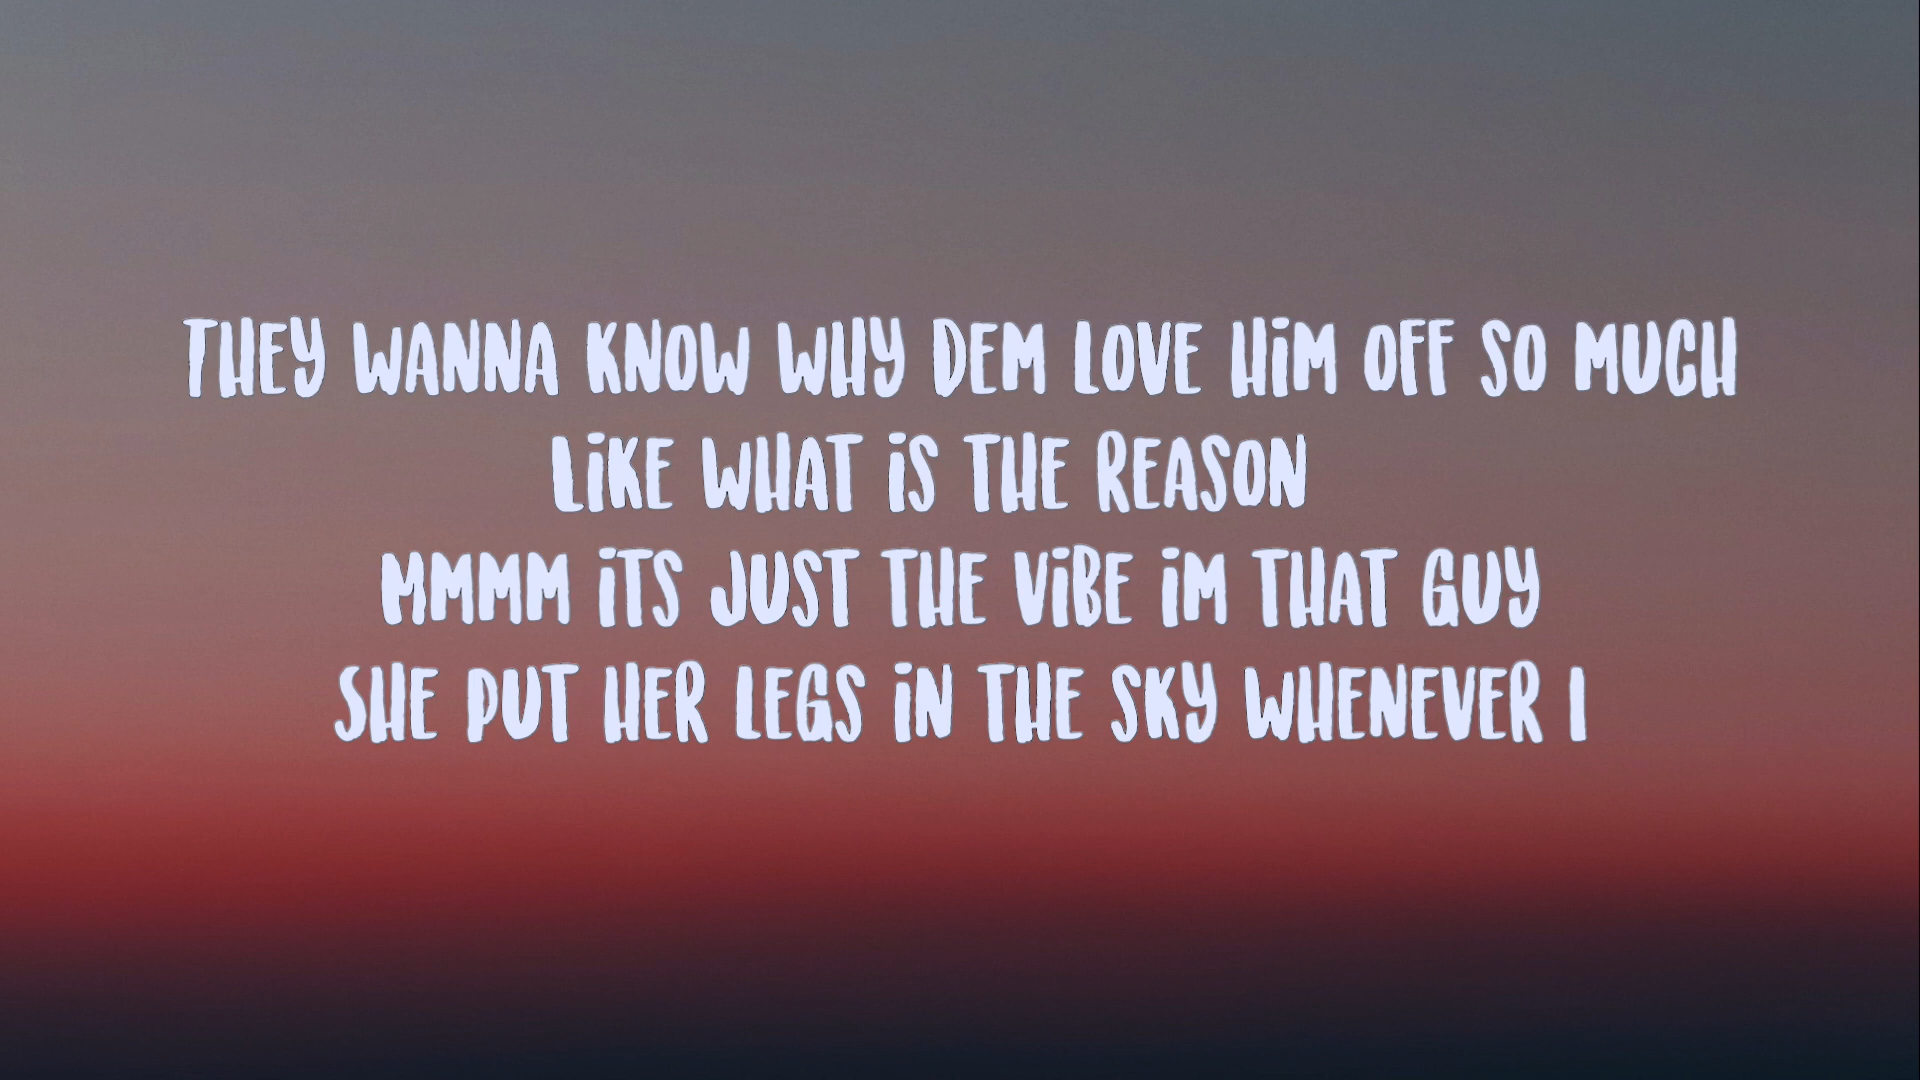 THEY WANNA KNOW WHY DEM LOVE HiM OFF SO MUCH
LiKE WHAT iS THE REASON
MMMM iTS JUST THE ViBE iM THAT GUY
SHE PUT HER LEGS iN THE SKY WHENEVER I